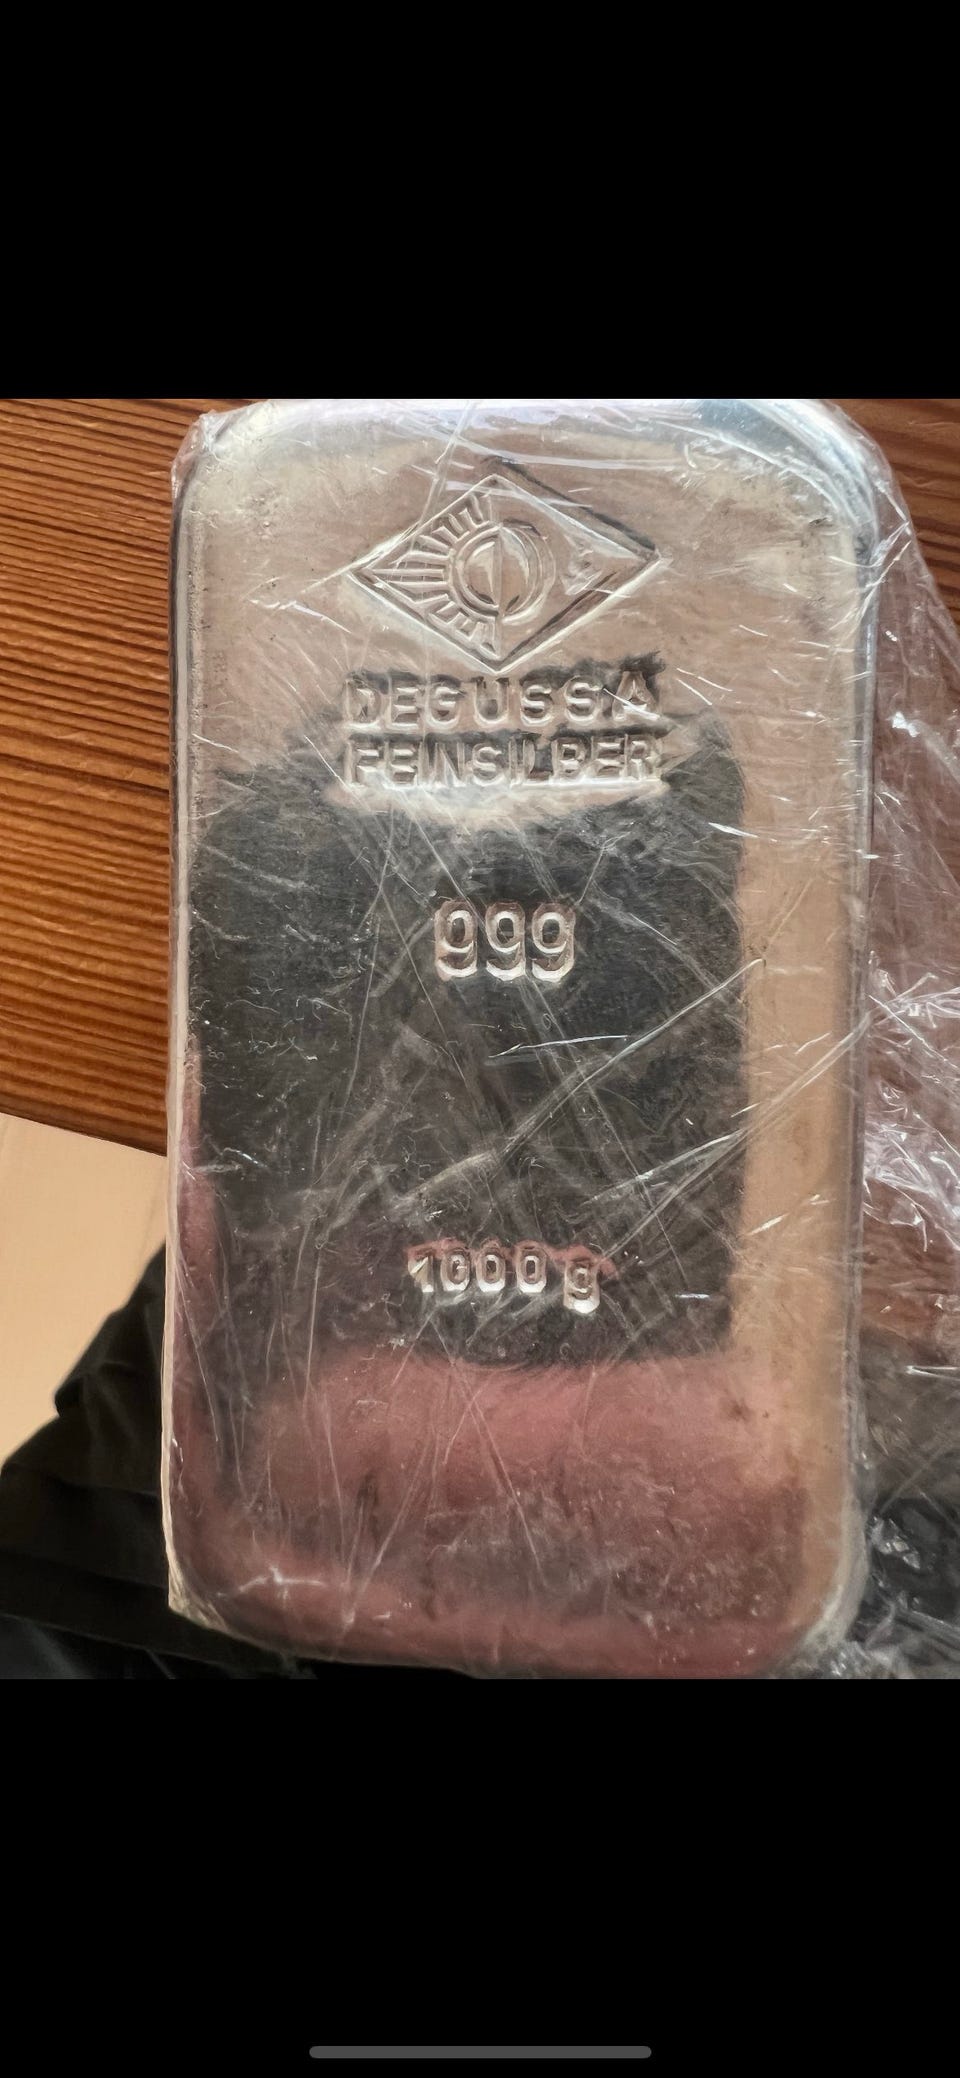 DEGUSSA
FEINSILBER
999
1000 g